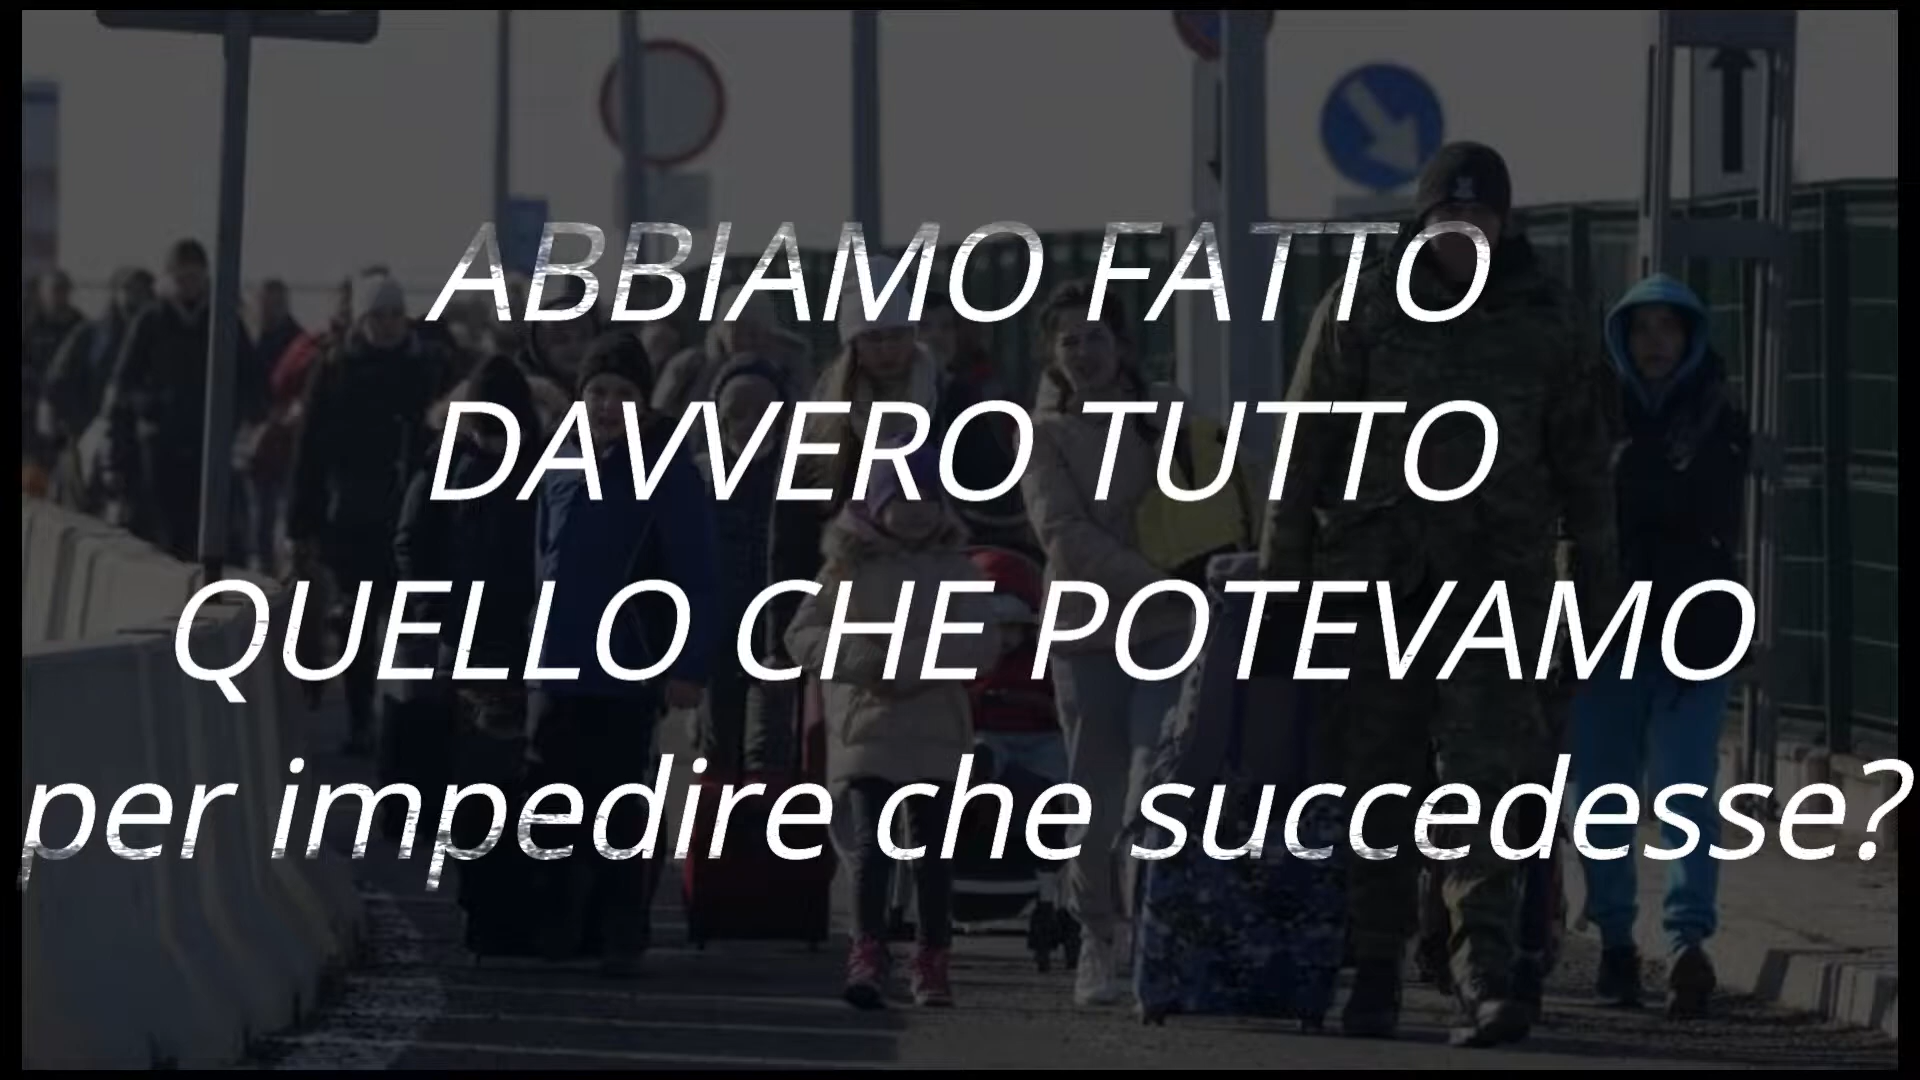 ABBIAMO FATTO
DAVVERO TUTTO
QUELLO CHE POTEVAMO
per impedire che succedesse?